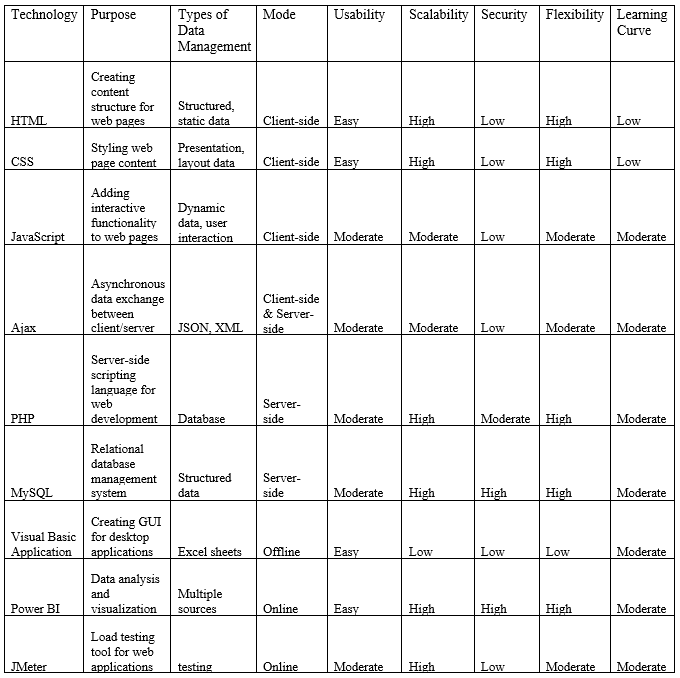 Technology Purpose Types of Data Management Mode Usability Scalability Security Flexibility Learning Curve
HTML Creating content structure for web pages Structured, static data Client-side Easy High Low High Low
CSS Styling web page content Presentation, layout data Client-side Easy High Low High Low
JavaScript Adding interactive functionality to web pages Dynamic data, user interaction Client-side Moderate Moderate Low Moderate Moderate
Ajax Asynchronous data exchange between client/server JSON, XML Client-side & Server-side Moderate Moderate Low Moderate Moderate
PHP Server-side scripting language for web development Database Server-side Moderate High Moderate High Moderate
MySQL Relational database management system Structured data Server-side Moderate High High High Moderate
Visual Basic Application Creating GUI for desktop applications Excel sheets Offline Easy Low Low Low Moderate
Power BI Data analysis and visualization Multiple sources Online Easy High High High Moderate
JMeter Load testing tool for web applications testing Online Moderate High Low Moderate Moderate